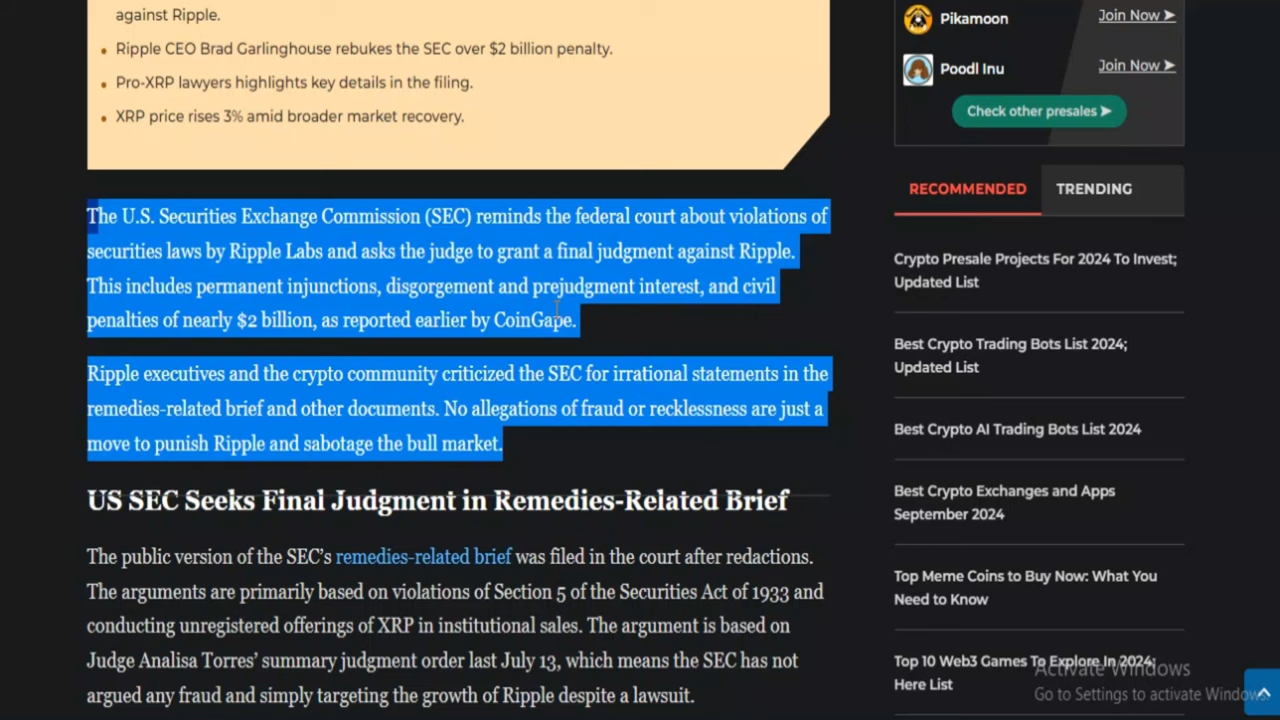 against Ripple.
• Ripple CEO Brad Garlinghouse rebukes the SEC over $2 billion penalty.
• Pro-XRP lawyers highlights key details in the filing.
• XRP price rises 3% amid broader market recovery.
The U.S. Securities Exchange Commission (SEC) reminds the federal court about violations of
securities laws by Ripple Labs and asks the judge to grant a final judgment against Ripple.
This includes permanent injunctions, disgorgement and prejudgment interest, and civil
penalties of nearly $2 billion, as reported earlier by CoinGape.
Ripple executives and the crypto community criticized the SEC for irrational statements in the
remedies-related brief and other documents. No allegations of fraud or recklessness are just a
move to punish Ripple and sabotage the bull market.
US SEC Seeks Final Judgment in Remedies-Related Brief
The public version of the SEC’s remedies-related brief was filed in the court after redactions.
The arguments are primarily based on violations of Section 5 of the Securities Act of 1933 and
conducting unregistered offerings of XRP in institutional sales. The argument is based on
Judge Analisa Torres’ summary judgment order last July 13, which means the SEC has not
argued any fraud and simply targeting the growth of Ripple despite a lawsuit.
Pikamoon Join Now ➤
Poodl Inu Join Now ➤
Check other presales ➤
RECOMMENDED TRENDING
Crypto Presale Projects For 2024 To Invest;
Updated List
Best Crypto Trading Bots List 2024;
Updated List
Best Crypto AI Trading Bots List 2024
Best Crypto Exchanges and Apps
September 2024
Top Meme Coins to Buy Now: What You
Need to Know
Top 10 Web3 Games To Explore In 2024;
Here List
Activate Windows
Go to Settings to activate Windows.